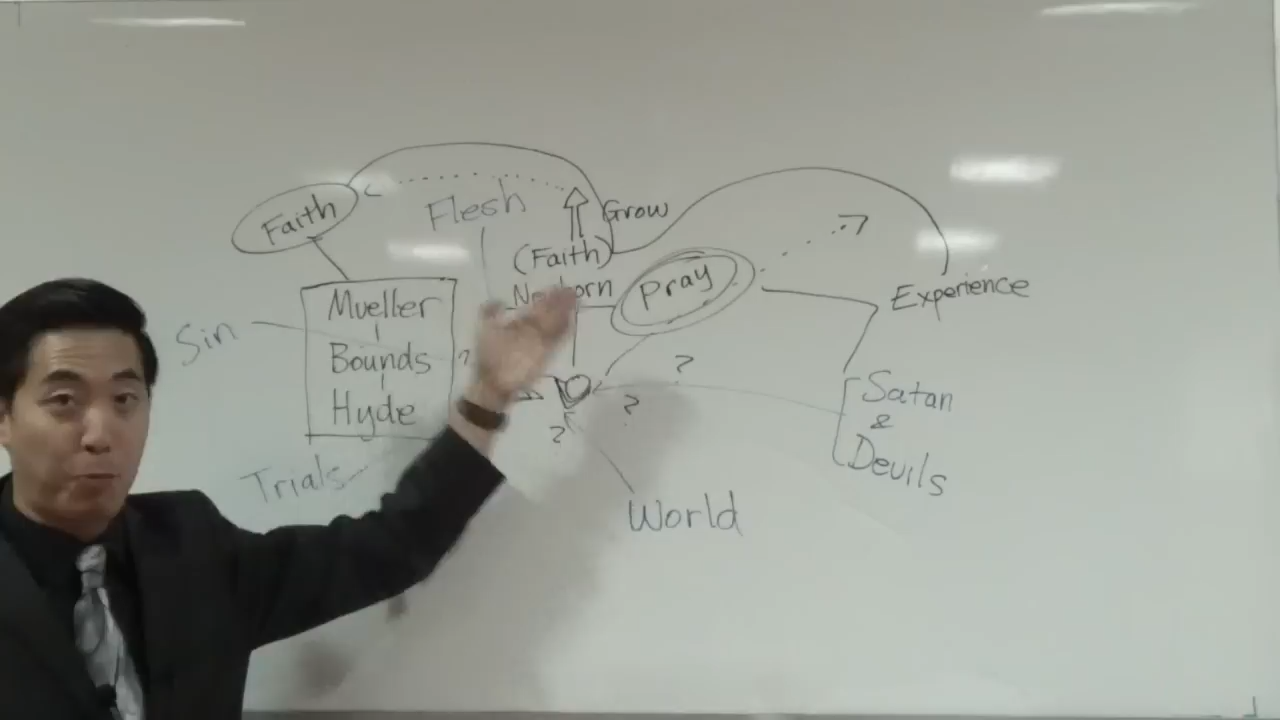 Faith
Flesh
Grow
(Faith)
Newborn
Pray
Experience
Sin
Mueller
Bounds
Hyde
?
?
?
?
Satan
&
Devils
Trials
World